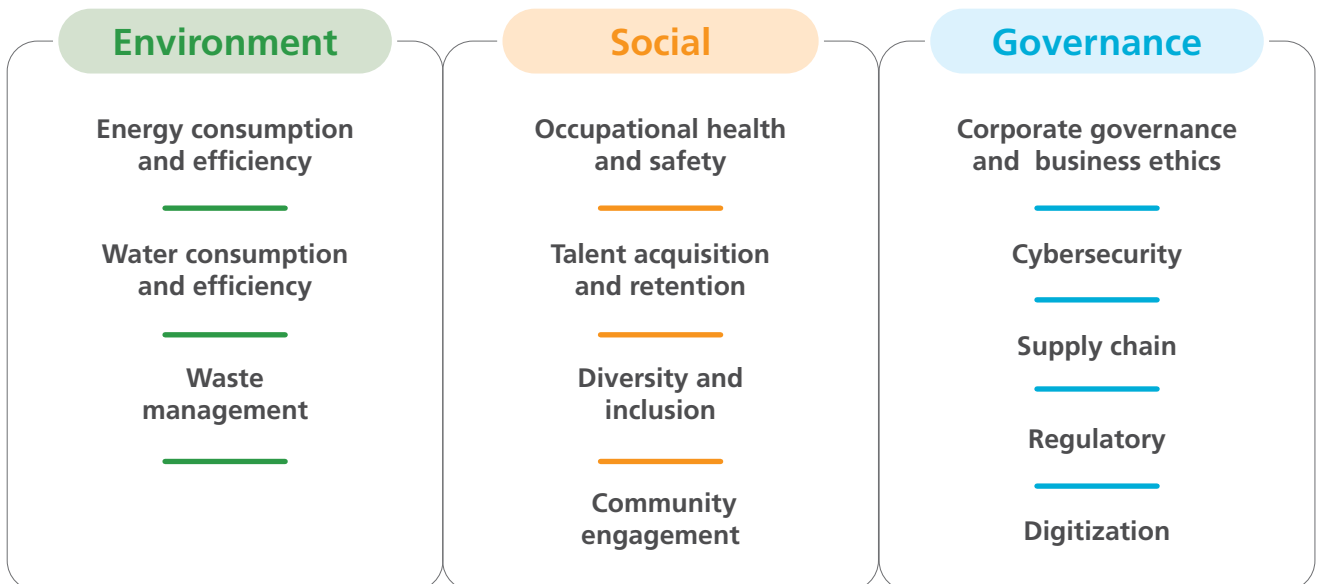 Environment
Energy consumption
and efficiency
Water consumption
and efficiency
Waste
management
Social
Occupational health
and safety
Talent acquisition
and retention
Diversity and
inclusion
Community
engagement
Governance
Corporate governance
and business ethics
Cybersecurity
Supply chain
Regulatory
Digitization